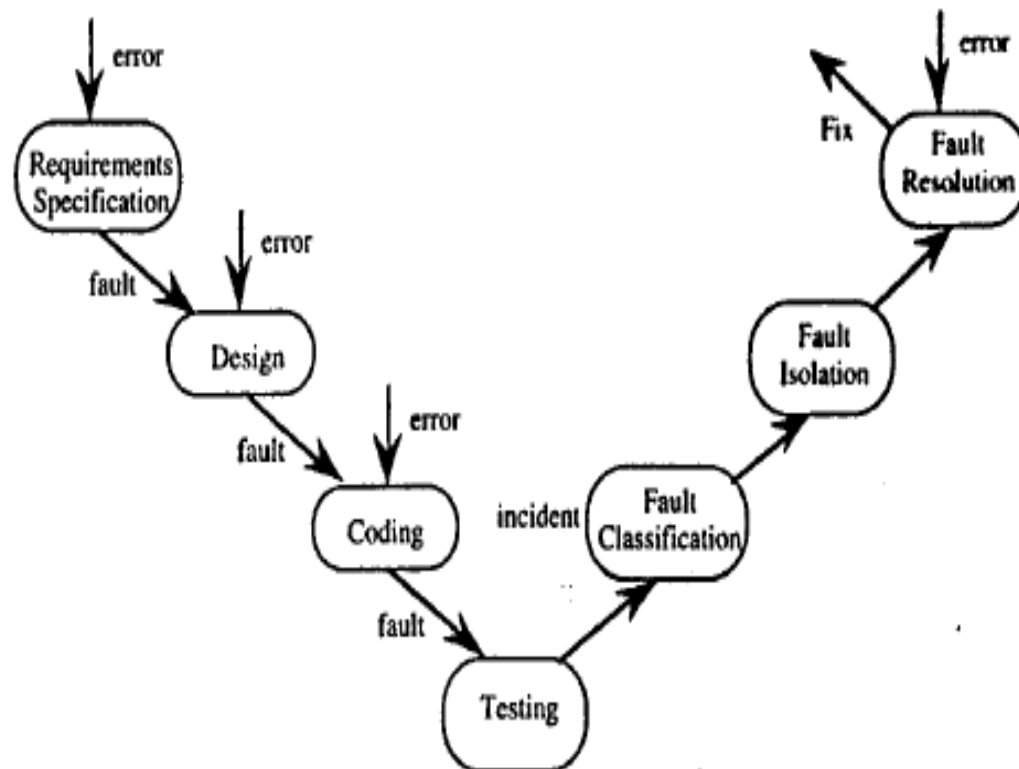 error
error
Fix
Fault
Resolution
Requirements
Specification
error
fault
Design
Fault
Isolation
error
fault
incident
Fault
Classification
Coding
fault
Testing